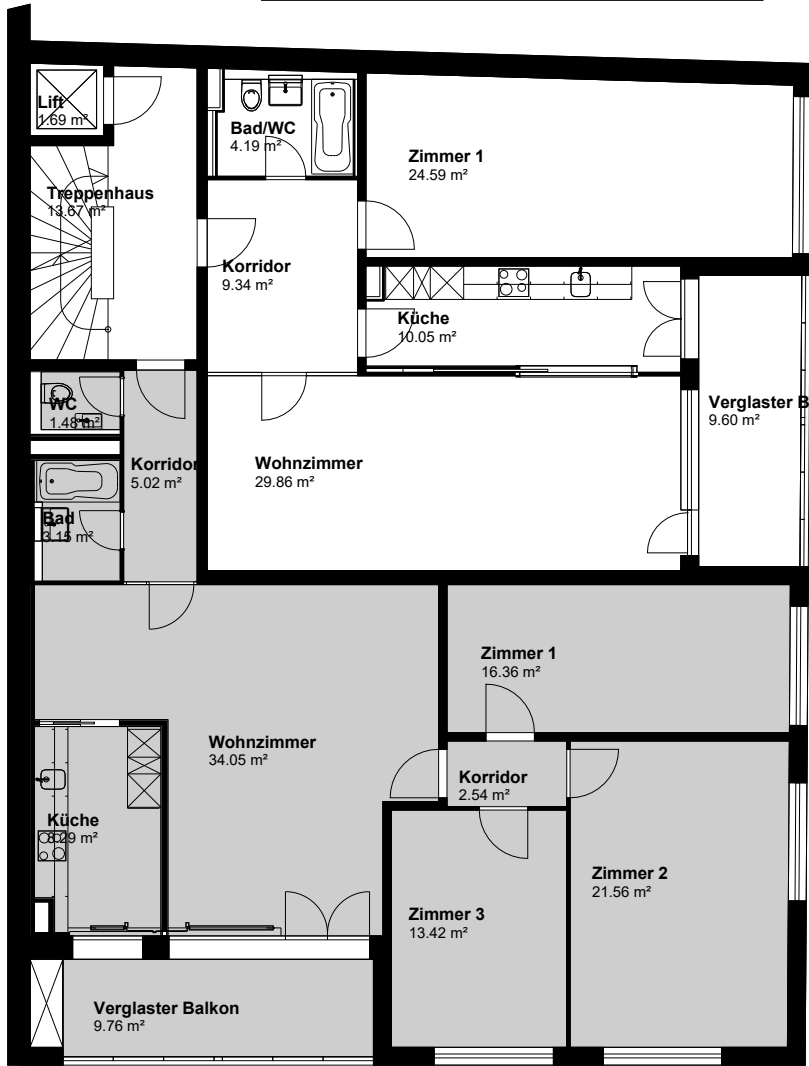 Lift
1.69 m²
Bad/WC
4.19 m²
Zimmer 1
24.59 m²
Treppenhaus
13.67 m²
Korridor
9.34 m²
Küche
10.05 m²
Verglaster B
9.60 m²
WC
1.48 m²
Korridor
5.02 m²
Wohnzimmer
29.86 m²
Bad
3.15 m²
Zimmer 1
16.36 m²
Wohnzimmer
34.05 m²
Korridor
2.54 m²
Küche
8.29 m²
Zimmer 2
21.56 m²
Zimmer 3
13.42 m²
Verglaster Balkon
9.76 m²